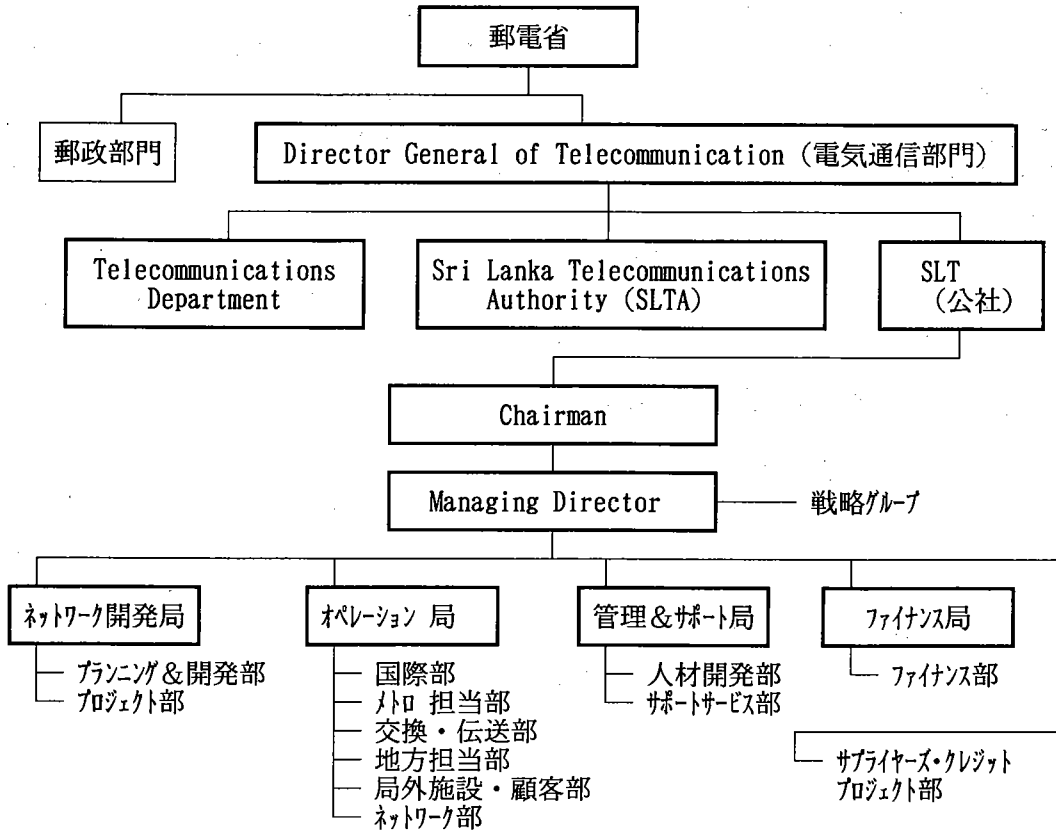 郵電省
郵政部門
Director General of Telecommunication (電気通信部門)
Telecommunications
Department
Sri Lanka Telecommunications
Authority (SLTA)
SLT
(公社)
Chairman
Managing Director
戦略ｸﾞﾙｰﾌﾟ
ﾈｯﾄﾜｰｸ開発局
ﾌﾟﾗﾝﾆﾝｸﾞ＆開発部
ﾌﾟﾛｼﾞｪｸﾄ部
ｵﾍﾟﾚｰｼｮﾝ 局
国際部
ﾒﾄﾛ 担当部
交換・伝送部
地方担当部
局外施設・顧客部
ﾈｯﾄﾜｰｸ部
管理＆ｻﾎﾟｰﾄ局
人材開発部
ｻﾎﾟｰﾄｻｰﾋﾞｽ部
ﾌｧｲﾅﾝｽ局
ﾌｧｲﾅﾝｽ部
ｻﾌﾟﾗｲﾔｰｽﾞ･ｸﾚｼﾞｯﾄ
ﾌﾟﾛｼﾞｪｸﾄ部